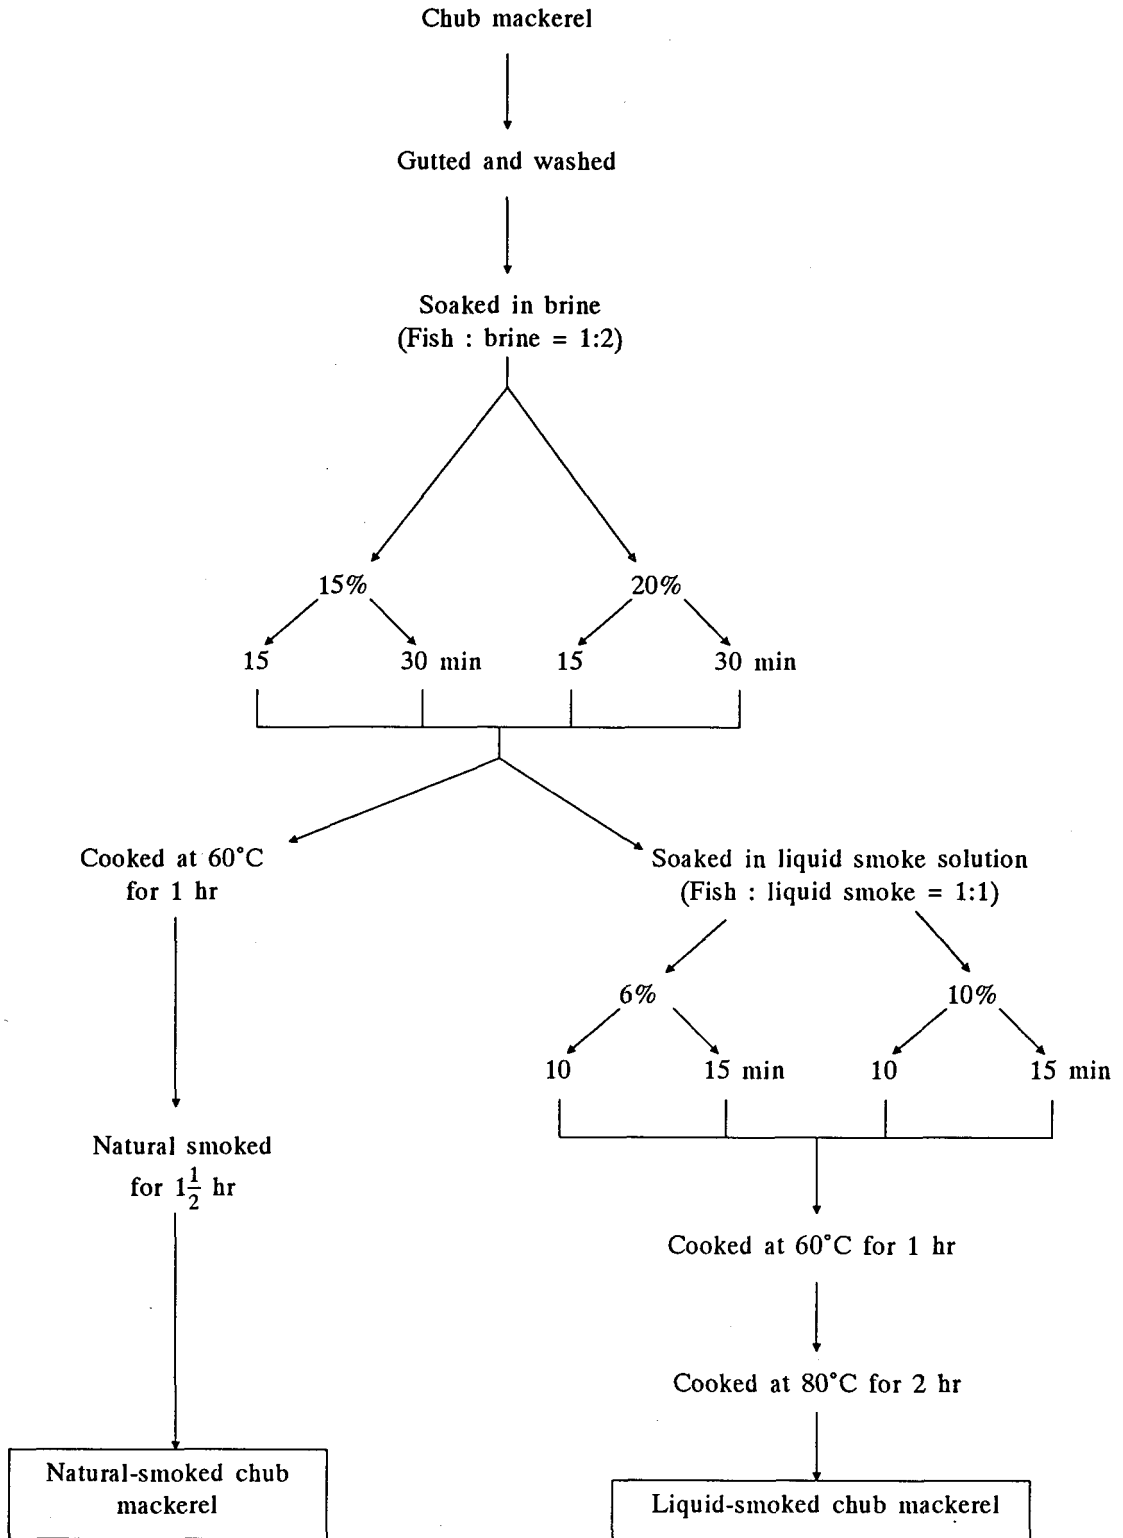 Chub mackerel
Gutted and washed
Soaked in brine
(Fish : brine = 1:2)
15%
20%
15
30 min
15
30 min
Cooked at 60°C
for 1 hr
Soaked in liquid smoke solution
(Fish : liquid smoke = 1:1)
6%
10%
10
15 min
10
15 min
Natural smoked
for 1½ hr
Cooked at 60°C for 1 hr
Cooked at 80°C for 2 hr
Natural-smoked chub
mackerel
Liquid-smoked chub mackerel